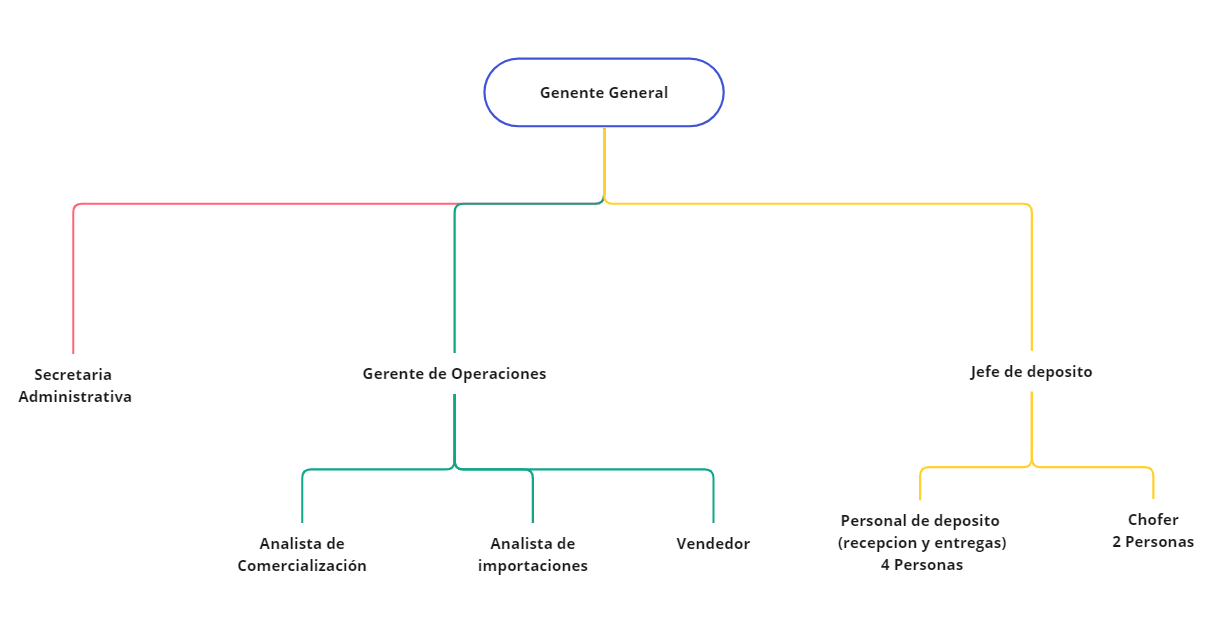 Genente General
Secretaria
Administrativa
Gerente de Operaciones
Jefe de deposito
Analista de
Comercialización
Analista de
importaciones
Vendedor
Personal de deposito
(recepcion y entregas)
4 Personas
Chofer
2 Personas